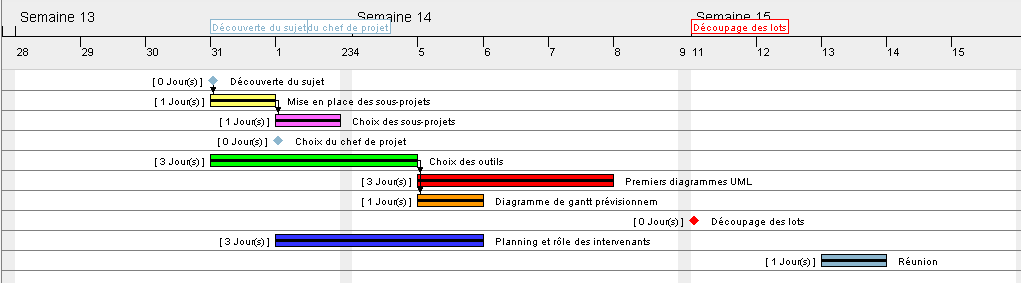 Semaine 13
Semaine 14
Semaine 15
Découverte du sujet
du chef de projet
Découpage des lots
28 29 30 31 1 234 5 6 7 8 9 11 12 13 14 15
[ 0 Jour(s) ] Découverte du sujet
[ 1 Jour(s) ] Mise en place des sous-projets
[ 1 Jour(s) ] Choix des sous-projets
[ 0 Jour(s) ] Choix du chef de projet
[ 3 Jour(s) ] Choix des outils
[ 3 Jour(s) ] Premiers diagrammes UML
[ 1 Jour(s) ] Diagramme de gantt prévisionnem
[ 0 Jour(s) ] Découpage des lots
[ 3 Jour(s) ] Planning et rôle des intervenants
[ 1 Jour(s) ] Réunion